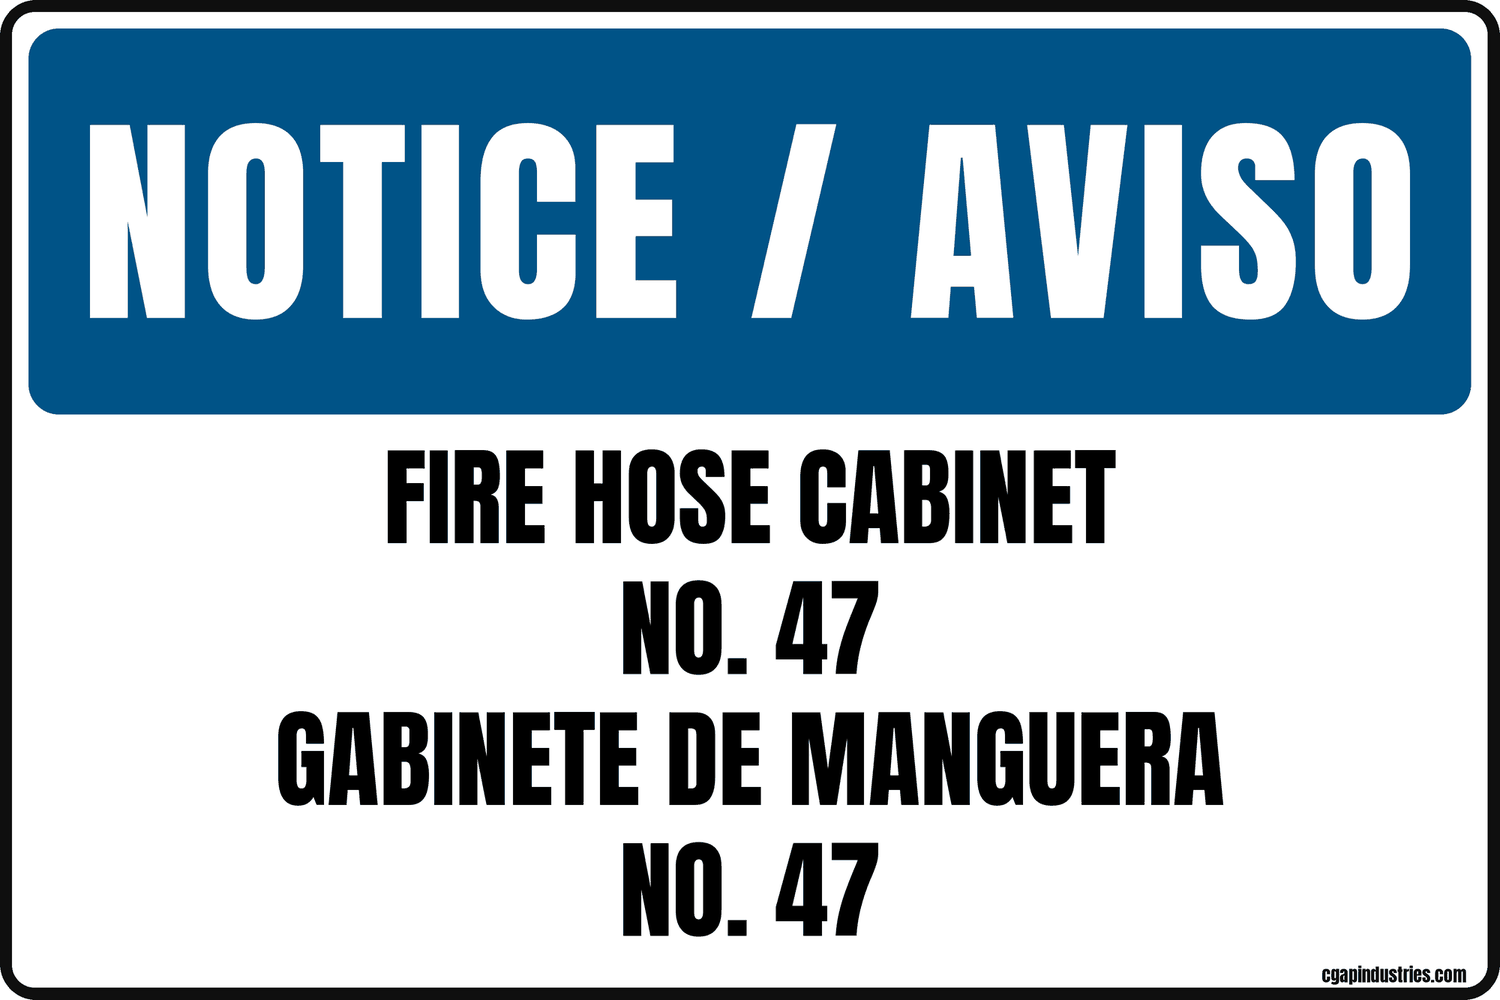 NOTICE / AVISO
FIRE HOSE CABINET
NO. 47
GABINETE DE MANGUERA
NO. 47
cgapindustries.com